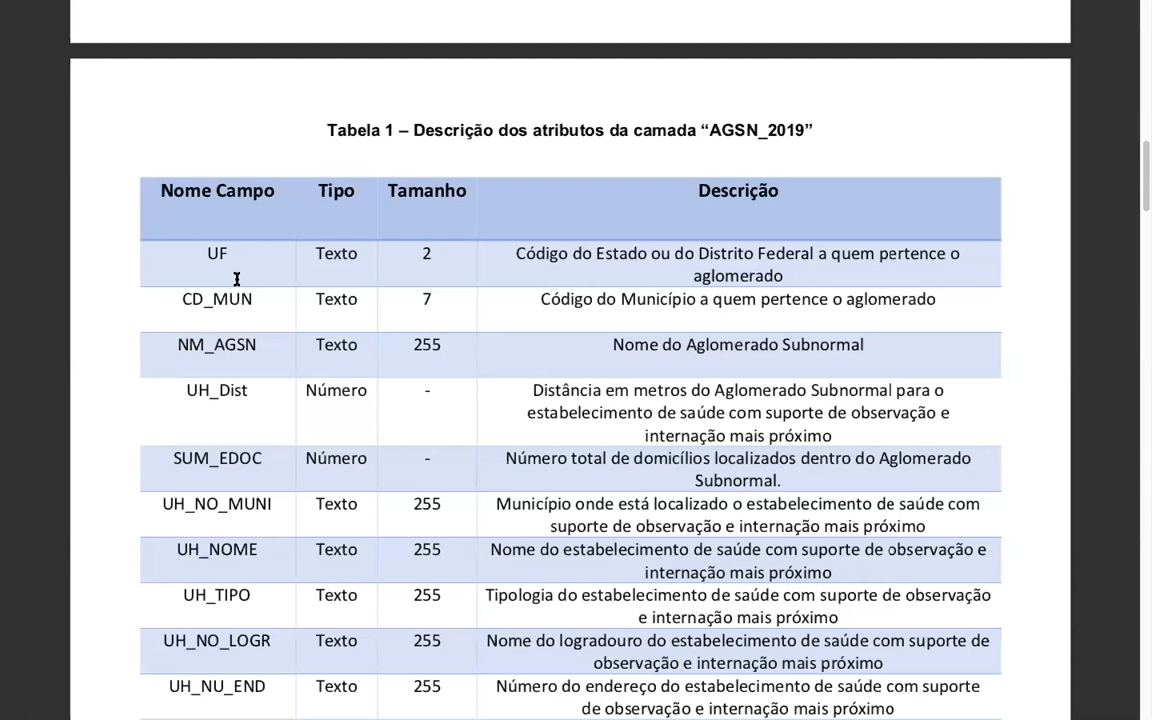 Tabela 1 – Descrição dos atributos da camada “AGSN_2019”
Nome Campo Tipo Tamanho Descrição
UF Texto 2 Código do Estado ou do Distrito Federal a quem pertence o
aglomerado
CD_MUN Texto 7 Código do Município a quem pertence o aglomerado
NM_AGSN Texto 255 Nome do Aglomerado Subnormal
UH_Dist Número - Distância em metros do Aglomerado Subnormal para o
estabelecimento de saúde com suporte de observação e
internação mais próximo
SUM_EDOC Número - Número total de domicílios localizados dentro do Aglomerado
Subnormal.
UH_NO_MUNI Texto 255 Município onde está localizado o estabelecimento de saúde com
suporte de observação e internação mais próximo
UH_NOME Texto 255 Nome do estabelecimento de saúde com suporte de observação e
internação mais próximo
UH_TIPO Texto 255 Tipologia do estabelecimento de saúde com suporte de observação
e internação mais próximo
UH_NO_LOGR Texto 255 Nome do logradouro do estabelecimento de saúde com suporte de
observação e internação mais próximo
UH_NU_END Texto 255 Número do endereço do estabelecimento de saúde com suporte
de observação e internação mais próximo